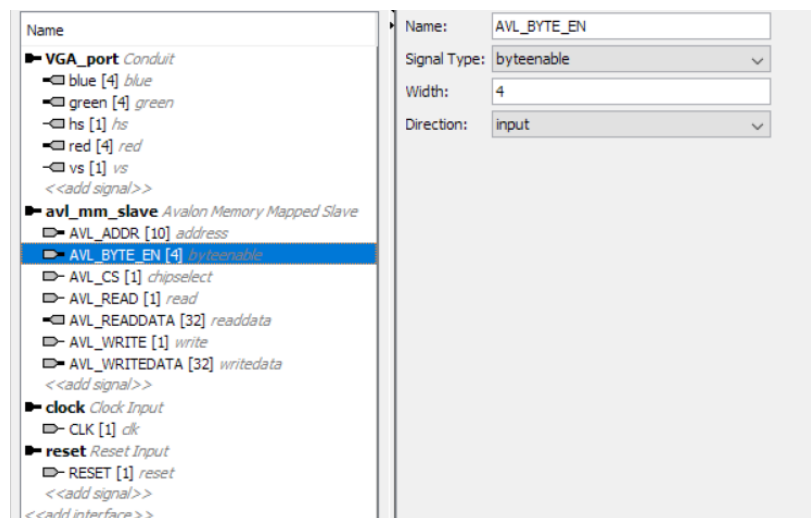 Name
VGA_port Conduit
blue [4] blue
green [4] green
hs [1] hs
red [4] red
vs [1] vs
<<add signal>>
avl_mm_slave Avalon Memory Mapped Slave
AVL_ADDR [10] address
AVL_BYTE_EN [4] byteenable
AVL_CS [1] chipselect
AVL_READ [1] read
AVL_READDATA [32] readdata
AVL_WRITE [1] write
AVL_WRITEDATA [32] writedata
<<add signal>>
clock Clock Input
CLK [1] clk
reset Reset Input
RESET [1] reset
<<add signal>>
<<add interface>>
Name: AVL_BYTE_EN
Signal Type: byteenable
Width: 4
Direction: input